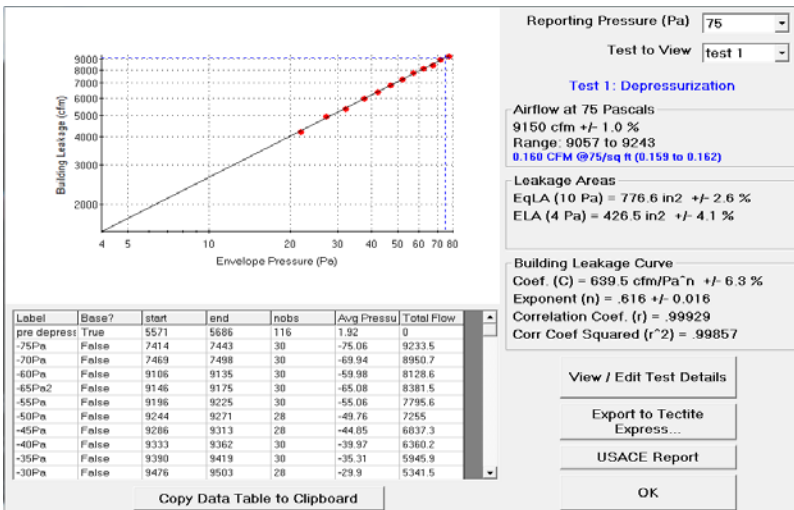 Reporting Pressure (Pa) 75
Test to View test 1
Test 1: Depressurization
Airflow at 75 Pascals
9150 cfm +/- 1.0 %
Range: 9057 to 9243
0.160 CFM @75/sq ft (0.159 to 0.162)
Leakage Areas
EqLA (10 Pa) = 776.6 in2 +/- 2.6 %
ELA (4 Pa) = 426.5 in2 +/- 4.1 %
Building Leakage Curve
Coef. (C) = 639.5 cfm/Pa^n +/- 6.3 %
Exponent (n) = .616 +/- 0.016
Correlation Coef. (r) = .99929
Corr Coef Squared (r^2) = .99857
View / Edit Test Details
Export to Tectite
Express...
USACE Report
OK
Building Leakage (cfm)
9000
8000
7000
6000
5000
4000
3000
2000
4 5 10 20 30 40 50 60 70 80
Envelope Pressure (Pa)
Label Base? start end nobs Avg Pressu Total Flow
pre depress True 5571 5686 116 1.92 0
-75Pa False 7414 7443 30 -75.06 9233.5
-70Pa False 7469 7498 30 -69.94 8950.7
-60Pa False 9106 9135 30 -59.98 8128.6
-65Pa2 False 9146 9175 30 -65.08 8381.5
-55Pa False 9196 9225 30 -55.06 7795.6
-50Pa False 9244 9271 28 -49.76 7255
-45Pa False 9286 9313 28 -44.85 6837.3
-40Pa False 9333 9362 30 -39.97 6360.2
-35Pa False 9390 9419 30 -35.31 5945.9
-30Pa False 9476 9503 28 -29.9 5341.5
Copy Data Table to Clipboard